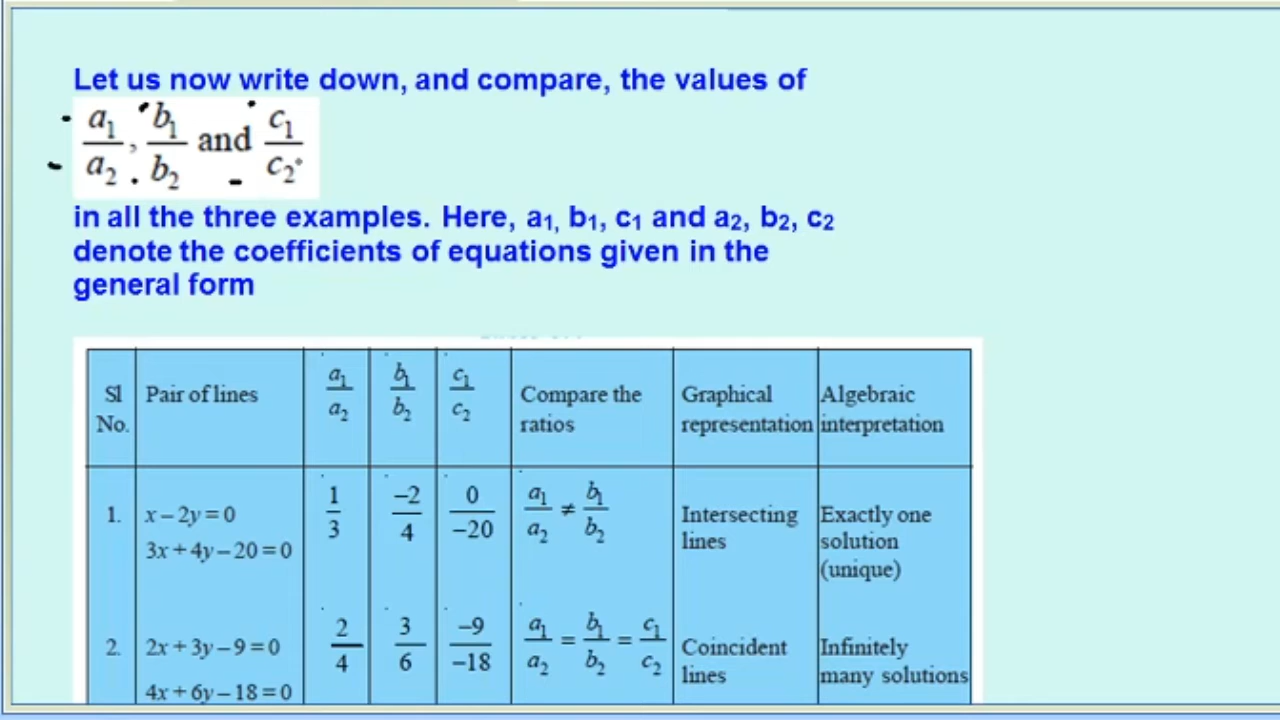 Let us now write down, and compare, the values of
a₁/a₂, b₁/b₂ and c₁/c₂.
in all the three examples. Here, a₁, b₁, c₁ and a₂, b₂, c₂
denote the coefficients of equations given in the
general form
Sl No. | Pair of lines | a₁/a₂ | b₁/b₂ | c₁/c₂ | Compare the ratios | Graphical representation | Algebraic interpretation
1. | x – 2y = 0 3x + 4y – 20 = 0 | 1/3 | –2/4 | 0/–20 | a₁/a₂ ≠ b₁/b₂ | Intersecting lines | Exactly one solution (unique)
2. | 2x + 3y – 9 = 0 4x + 6y – 18 = 0 | 2/4 | 3/6 | –9/–18 | a₁/a₂ = b₁/b₂ = c₁/c₂ | Coincident lines | Infinitely many solutions